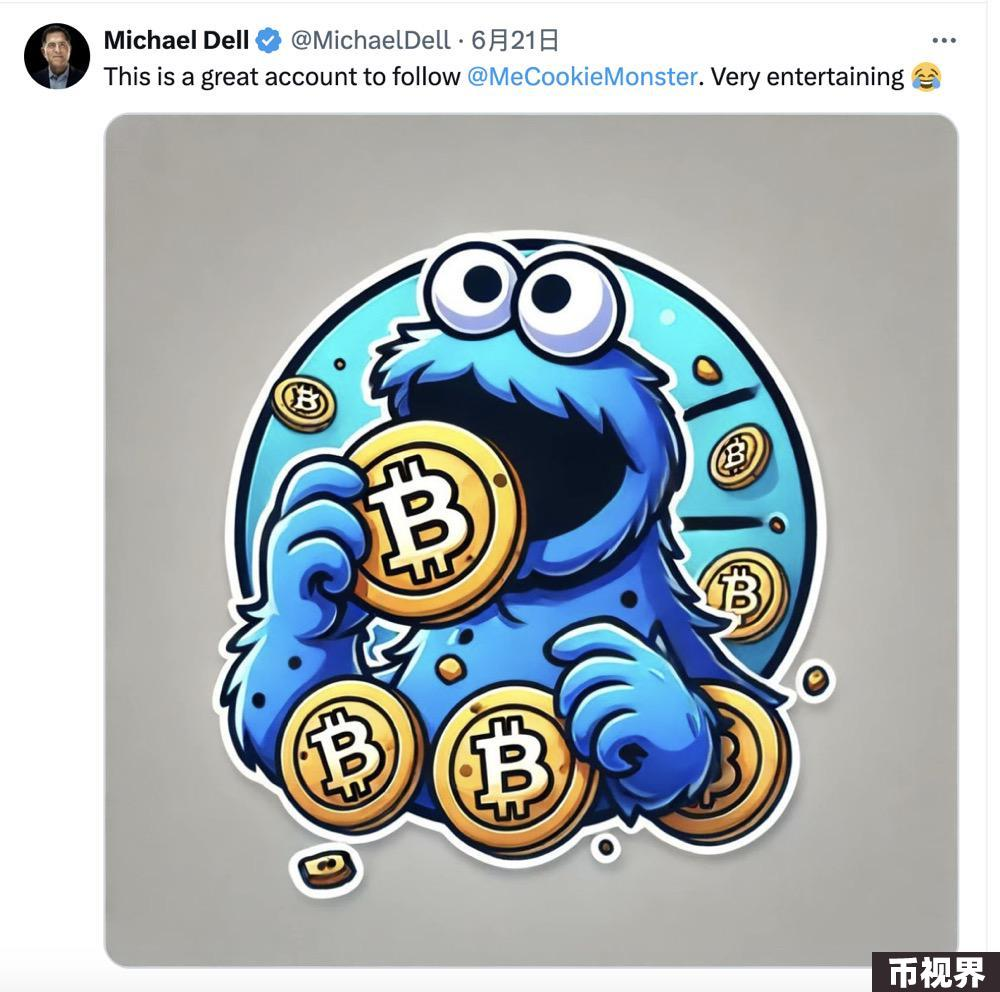 Michael Dell @MichaelDell · 6月21日
This is a great account to follow @MeCookieMonster. Very entertaining 😂
币视界